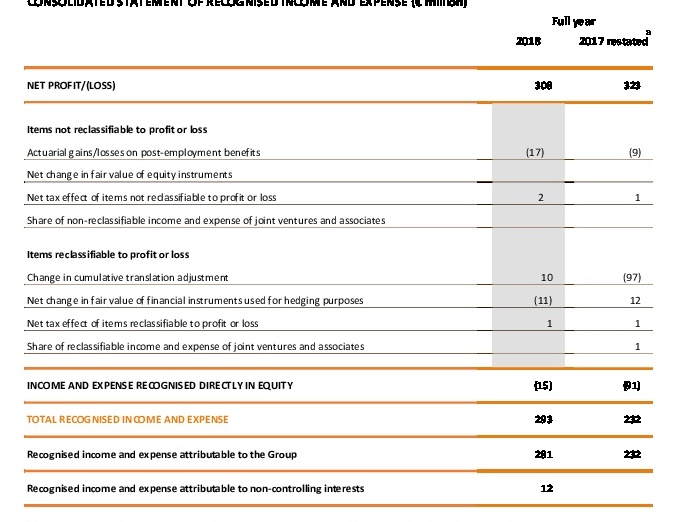 CONSOLIDATED STATEMENT OF RECOGNISED INCOME AND EXPENSE (€ million)
Full year
2018 2017 restated a
NET PROFIT/(LOSS) 308 323
Items not reclassifiable to profit or loss
Actuarial gains/losses on post-employment benefits (17) (9)
Net change in fair value of equity instruments
Net tax effect of items not reclassifiable to profit or loss 2 1
Share of non-reclassifiable income and expense of joint ventures and associates
Items reclassifiable to profit or loss
Change in cumulative translation adjustment 10 (97)
Net change in fair value of financial instruments used for hedging purposes (11) 12
Net tax effect of items reclassifiable to profit or loss 1 1
Share of reclassifiable income and expense of joint ventures and associates 1
INCOME AND EXPENSE RECOGNISED DIRECTLY IN EQUITY (15) (91)
TOTAL RECOGNISED INCOME AND EXPENSE 293 232
Recognised income and expense attributable to the Group 281 232
Recognised income and expense attributable to non-controlling interests 12